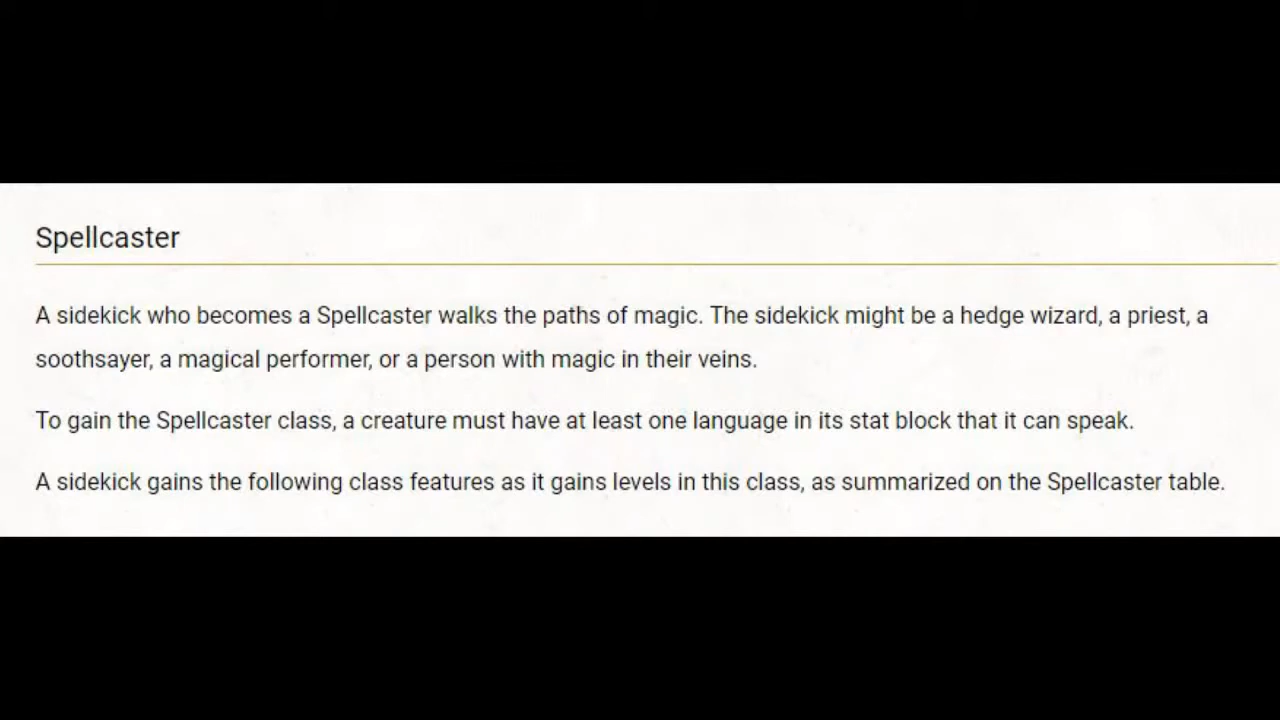 Spellcaster
A sidekick who becomes a Spellcaster walks the paths of magic. The sidekick might be a hedge wizard, a priest, a
soothsayer, a magical performer, or a person with magic in their veins.
To gain the Spellcaster class, a creature must have at least one language in its stat block that it can speak.
A sidekick gains the following class features as it gains levels in this class, as summarized on the Spellcaster table.